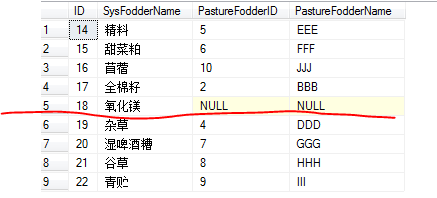 ID SysFodderName PastureFodderID PastureFodderName
1 14 精料 5 EEE
2 15 甜菜粕 6 FFF
3 16 苜蓿 10 JJJ
4 17 全棉籽 2 BBB
5 18 氧化镁 NULL NULL
6 19 杂草 4 DDD
7 20 湿啤酒糟 7 GGG
8 21 谷草 8 HHH
9 22 青贮 9 III